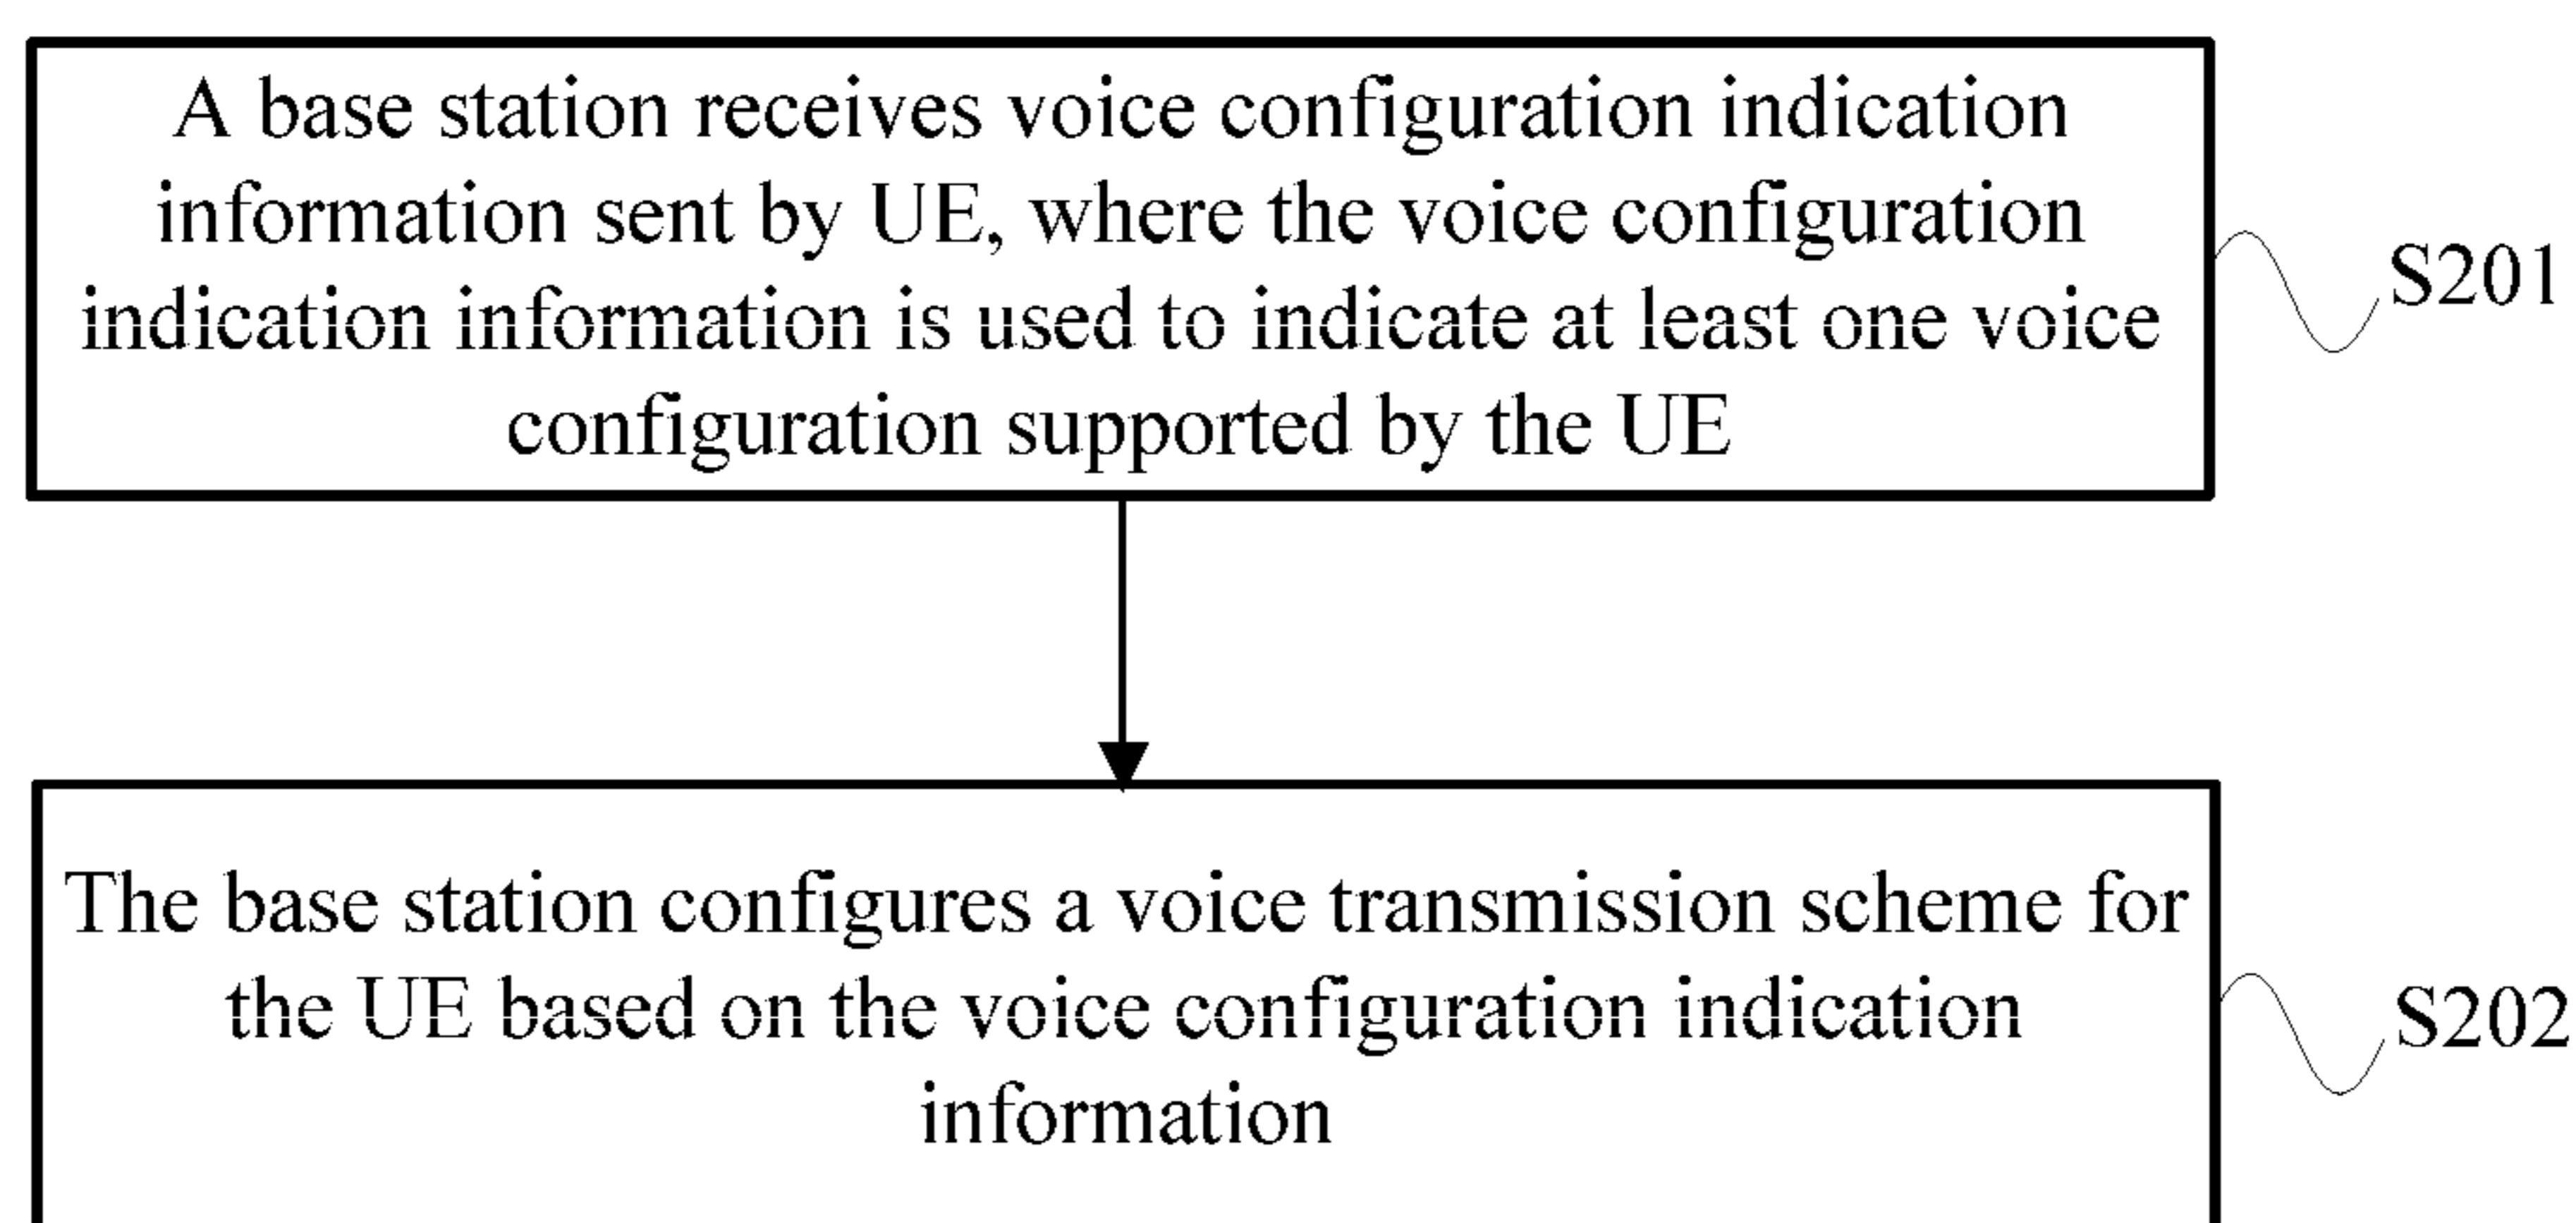 A base station receives voice configuration indication
information sent by UE, where the voice configuration
indication information is used to indicate at least one voice
configuration supported by the UE
S201
The base station configures a voice transmission scheme for
the UE based on the voice configuration indication
information
S202